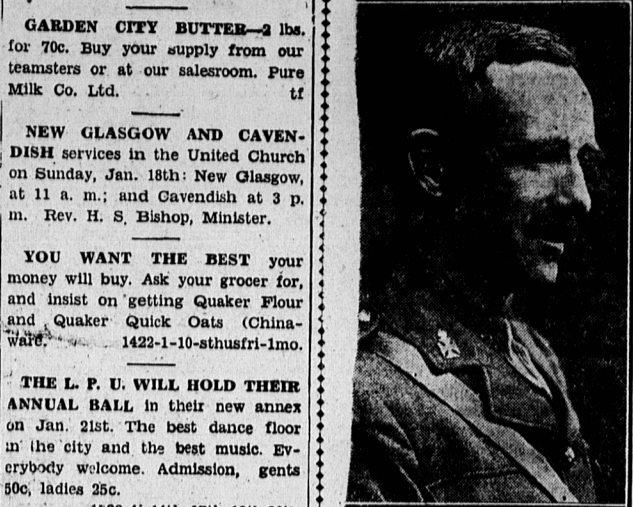 GARDEN CITY BUTTER—2 lbs.
for 70c. Buy your supply from our
teamsters or at our salesroom. Pure
Milk Co. Ltd. tf
NEW GLASGOW AND CAVEN-
DISH services in the United Church
on Sunday, Jan. 18th: New Glasgow,
at 11 a. m.; and Cavendish at 3 p.
m. Rev. H. S. Bishop, Minister.
YOU WANT THE BEST your
money will buy. Ask your grocer for,
and insist on getting Quaker Flour
and Quaker Quick Oats (China-
ware. 1422-1-10-sthusfri-1mo.
THE L. P. U. WILL HOLD THEIR
ANNUAL BALL in their new annex
on Jan. 21st. The best dance floor
in the city and the best music. Ev-
erybody welcome. Admission, gents
50c, ladies 25c.